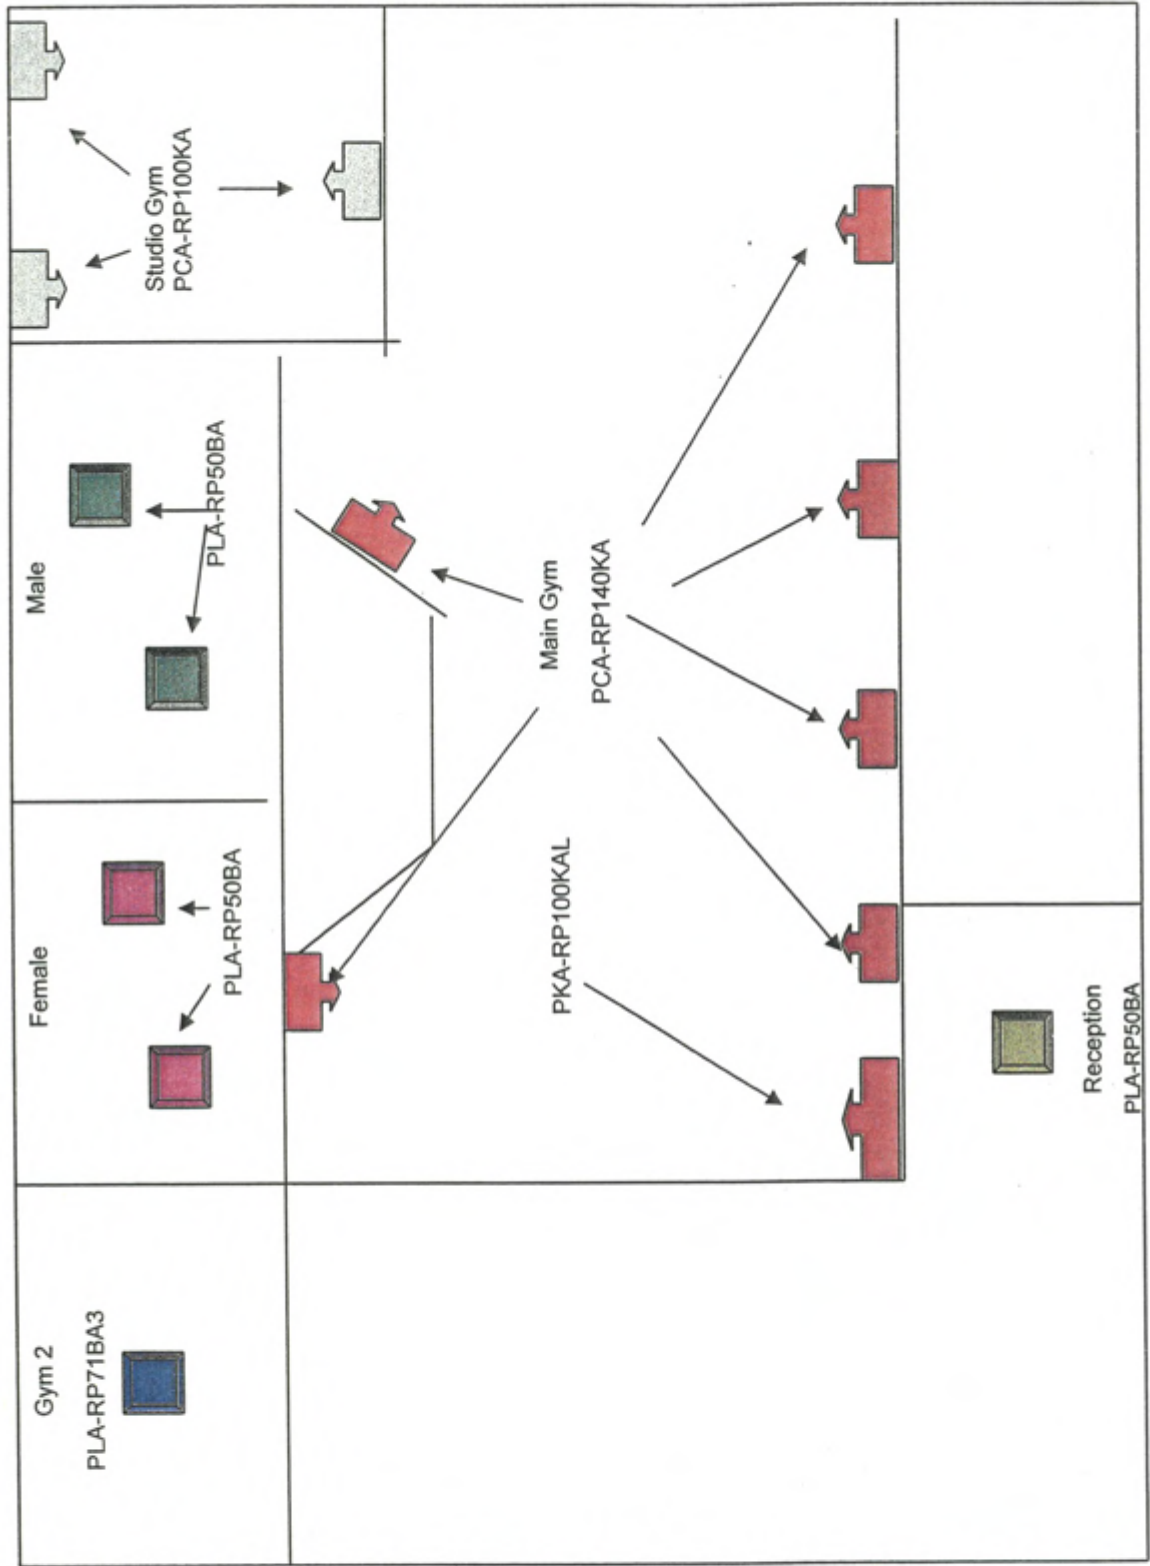 Gym 2
PLA-RP71BA3
Female
PLA-RP50BA
Male
PLA-RP50BA
Studio Gym
PCA-RP100KA
Main Gym
PCA-RP140KA
PKA-RP100KAL
Reception
PLA-RP50BA